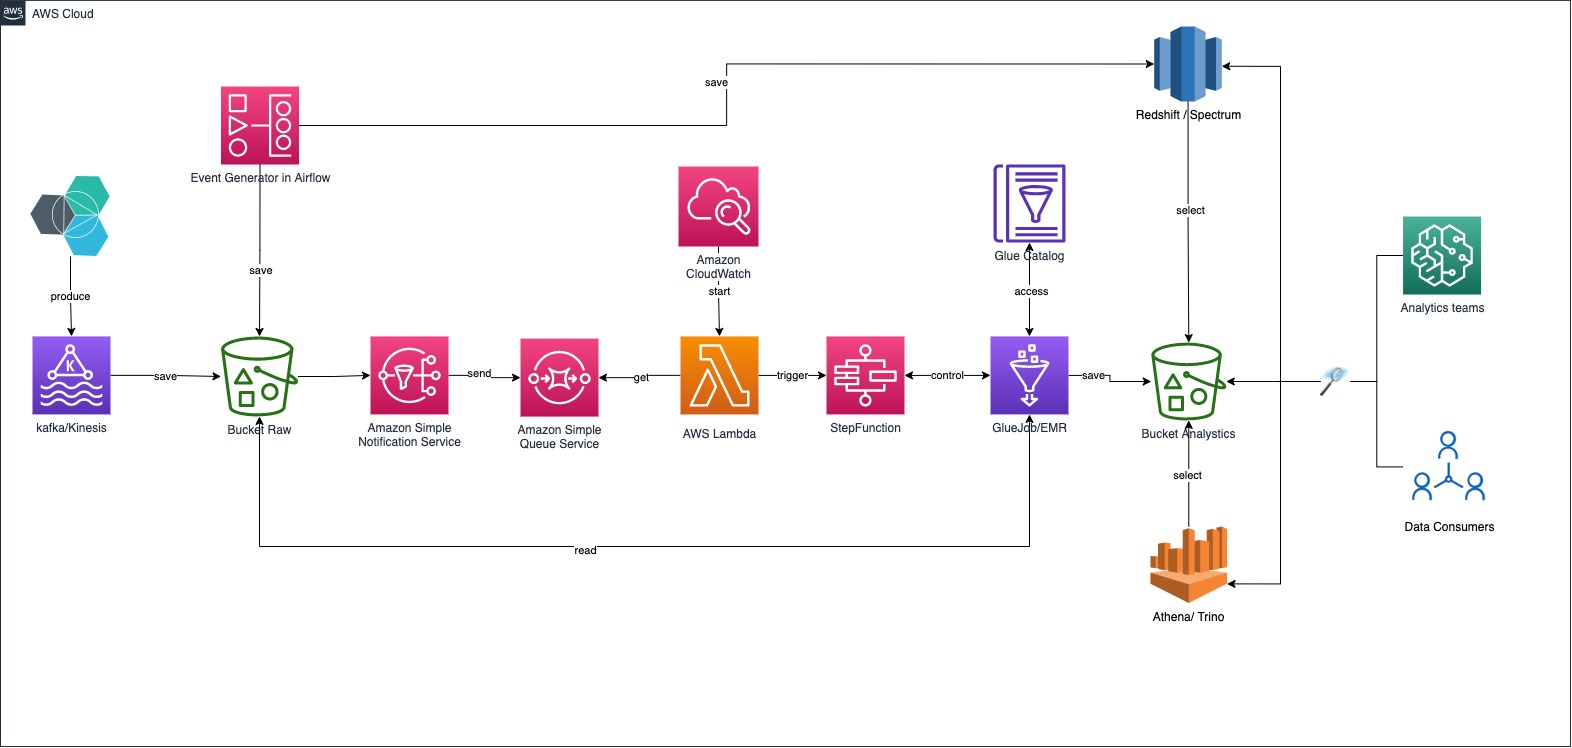 aws
AWS Cloud
save
Redshift / Spectrum
Event Generator in Airflow
select
save
Amazon
CloudWatch
start
Glue Catalog
access
produce
Analytics teams
K
save
send
get
trigger
control
save
kafka/Kinesis
Bucket Raw
Amazon Simple
Notification Service
Amazon Simple
Queue Service
AWS Lambda
StepFunction
GlueJob/EMR
Bucket Analystics
select
Data Consumers
read
Athena/ Trino